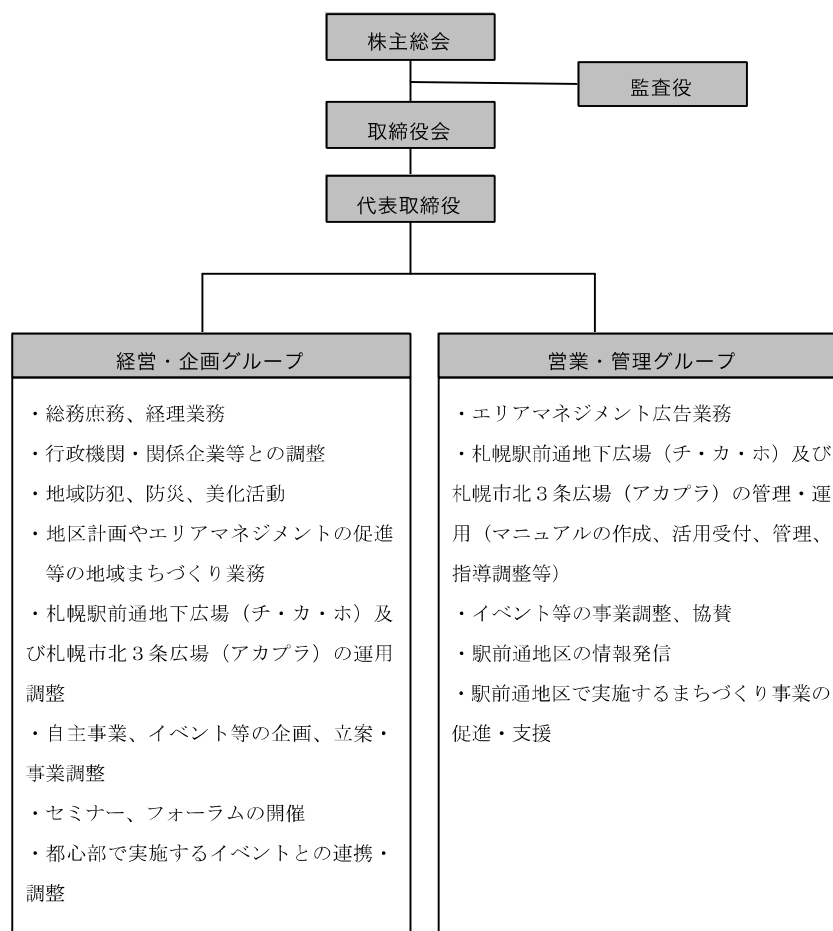 株主総会
監査役
取締役会
代表取締役
経営・企画グループ
・総務庶務、経理業務
・行政機関・関係企業等との調整
・地域防犯、防災、美化活動
・地区計画やエリアマネジメントの促進
等の地域まちづくり業務
・札幌駅前通地下広場（チ・カ・ホ）及
び札幌市北３条広場（アカプラ）の運用
調整
・自主事業、イベント等の企画、立案・
事業調整
・セミナー、フォーラムの開催
・都心部で実施するイベントとの連携・
調整
営業・管理グループ
・エリアマネジメント広告業務
・札幌駅前通地下広場（チ・カ・ホ）及び
札幌市北３条広場（アカプラ）の管理・運
用（マニュアルの作成、活用受付、管理、
指導調整等）
・イベント等の事業調整、協賛
・駅前通地区の情報発信
・駅前通地区で実施するまちづくり事業の
促進・支援